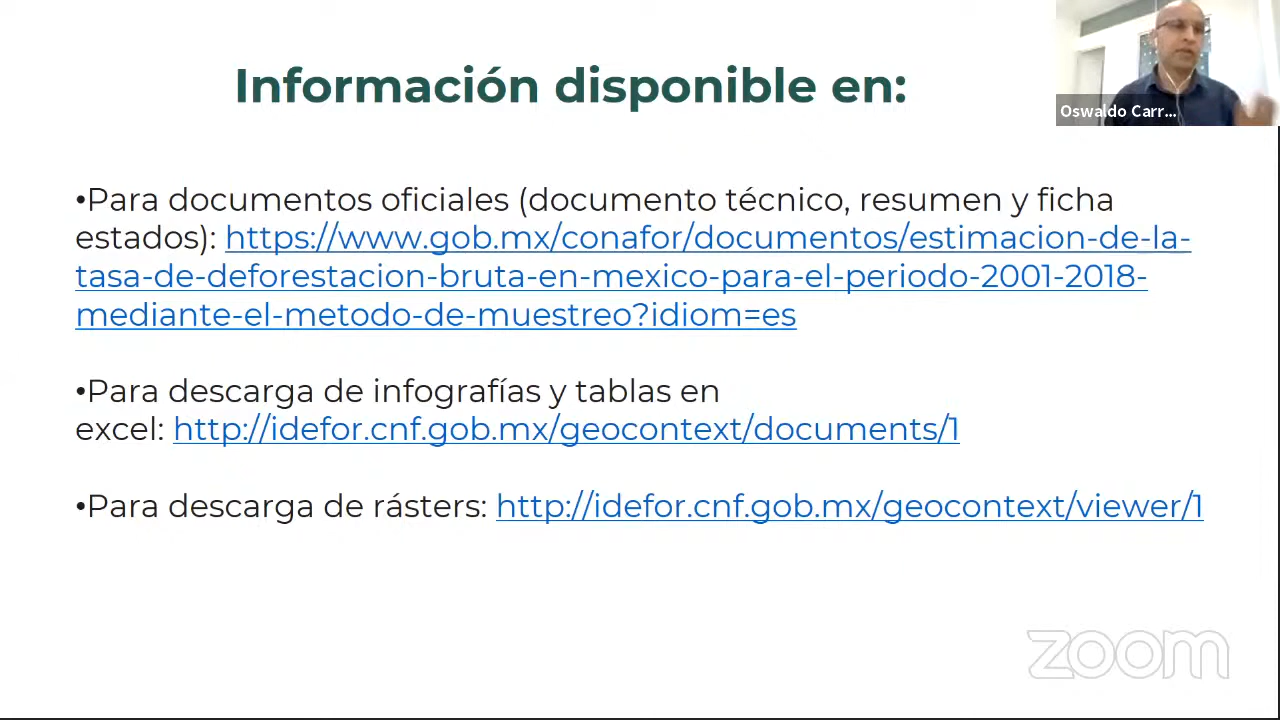 Información disponible en:
Oswaldo Carr...
•Para documentos oficiales (documento técnico, resumen y ficha
estados): https://www.gob.mx/conafor/documentos/estimacion-de-la-
tasa-de-deforestacion-bruta-en-mexico-para-el-periodo-2001-2018-
mediante-el-metodo-de-muestreo?idiom=es
•Para descarga de infografías y tablas en
excel: http://idefor.cnf.gob.mx/geocontext/documents/1
•Para descarga de rásters: http://idefor.cnf.gob.mx/geocontext/viewer/1
zoom